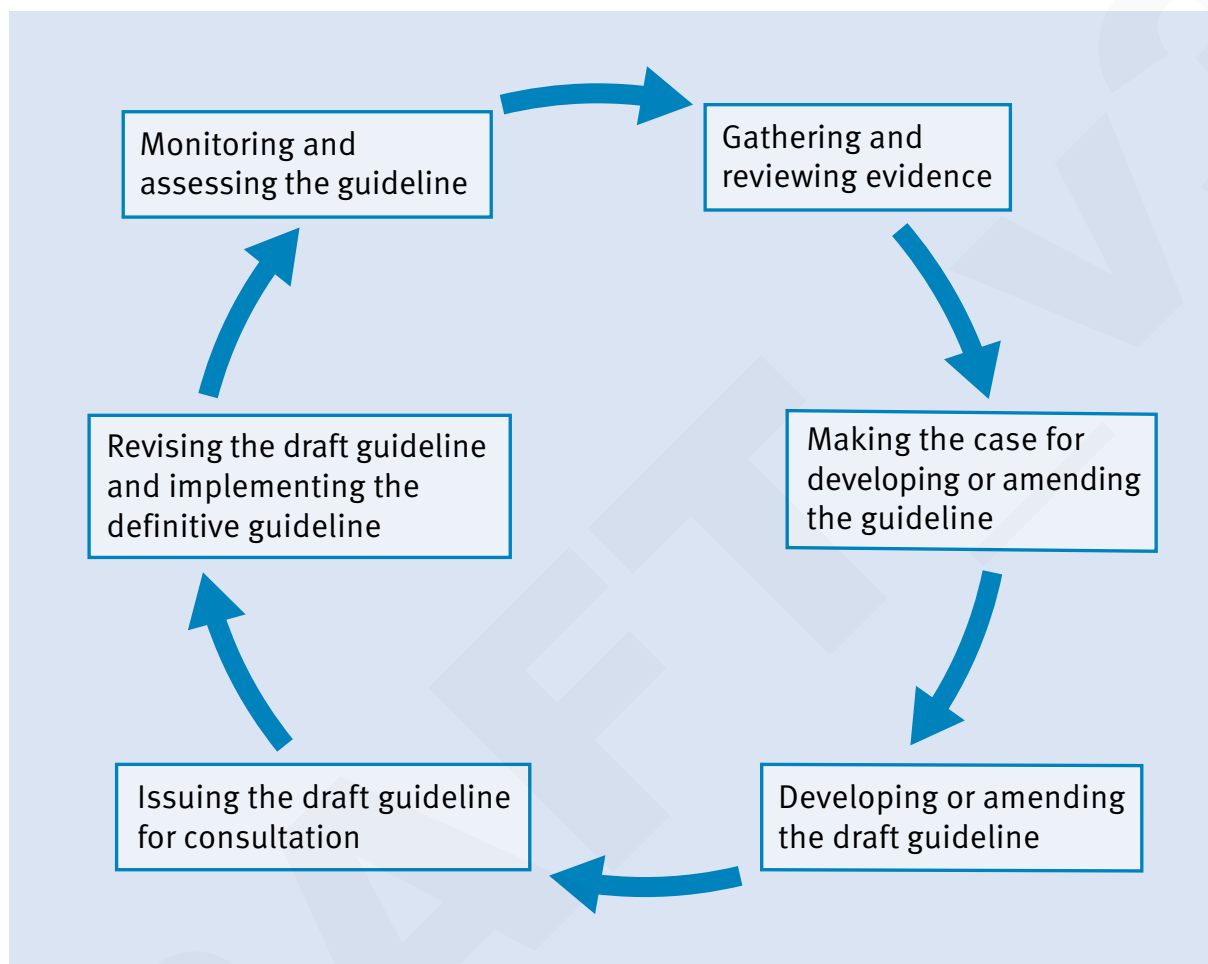 Monitoring and
assessing the guideline
Gathering and
reviewing evidence
Making the case for
developing or amending
the guideline
Developing or amending
the draft guideline
Issuing the draft guideline
for consultation
Revising the draft guideline
and implementing the
definitive guideline